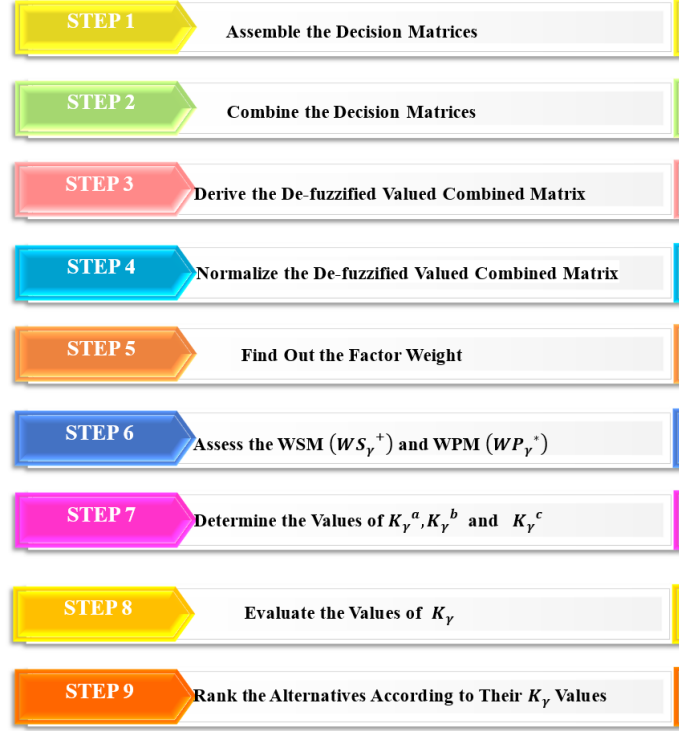 STEP 1
Assemble the Decision Matrices
STEP 2
Combine the Decision Matrices
STEP 3
Derive the De-fuzzified Valued Combined Matrix
STEP 4
Normalize the De-fuzzified Valued Combined Matrix
STEP 5
Find Out the Factor Weight
STEP 6
Assess the WSM (𝑊𝑆ᵧ⁺) and WPM (𝑊𝑃ᵧ*)
STEP 7
Determine the Values of 𝐾ᵧᵃ,𝐾ᵧᵇ and 𝐾ᵧᶜ
STEP 8
Evaluate the Values of 𝐾ᵧ
STEP 9
Rank the Alternatives According to Their 𝐾ᵧ Values